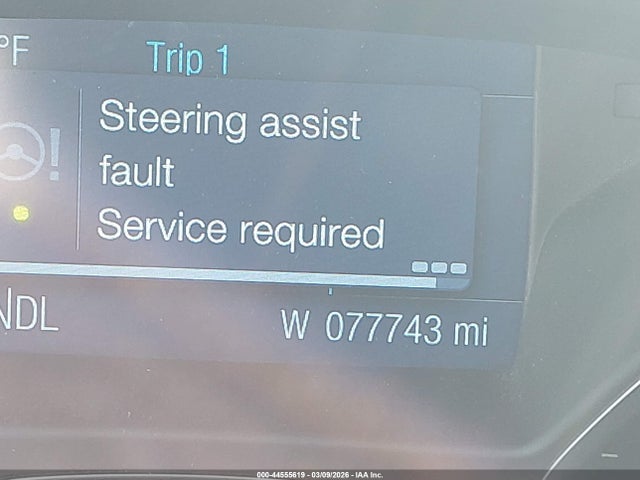 °F
Trip 1
Steering assist
fault
Service required
NDL
W 077743 mi
000-44555619 - 03/09/2026 - IAA Inc.